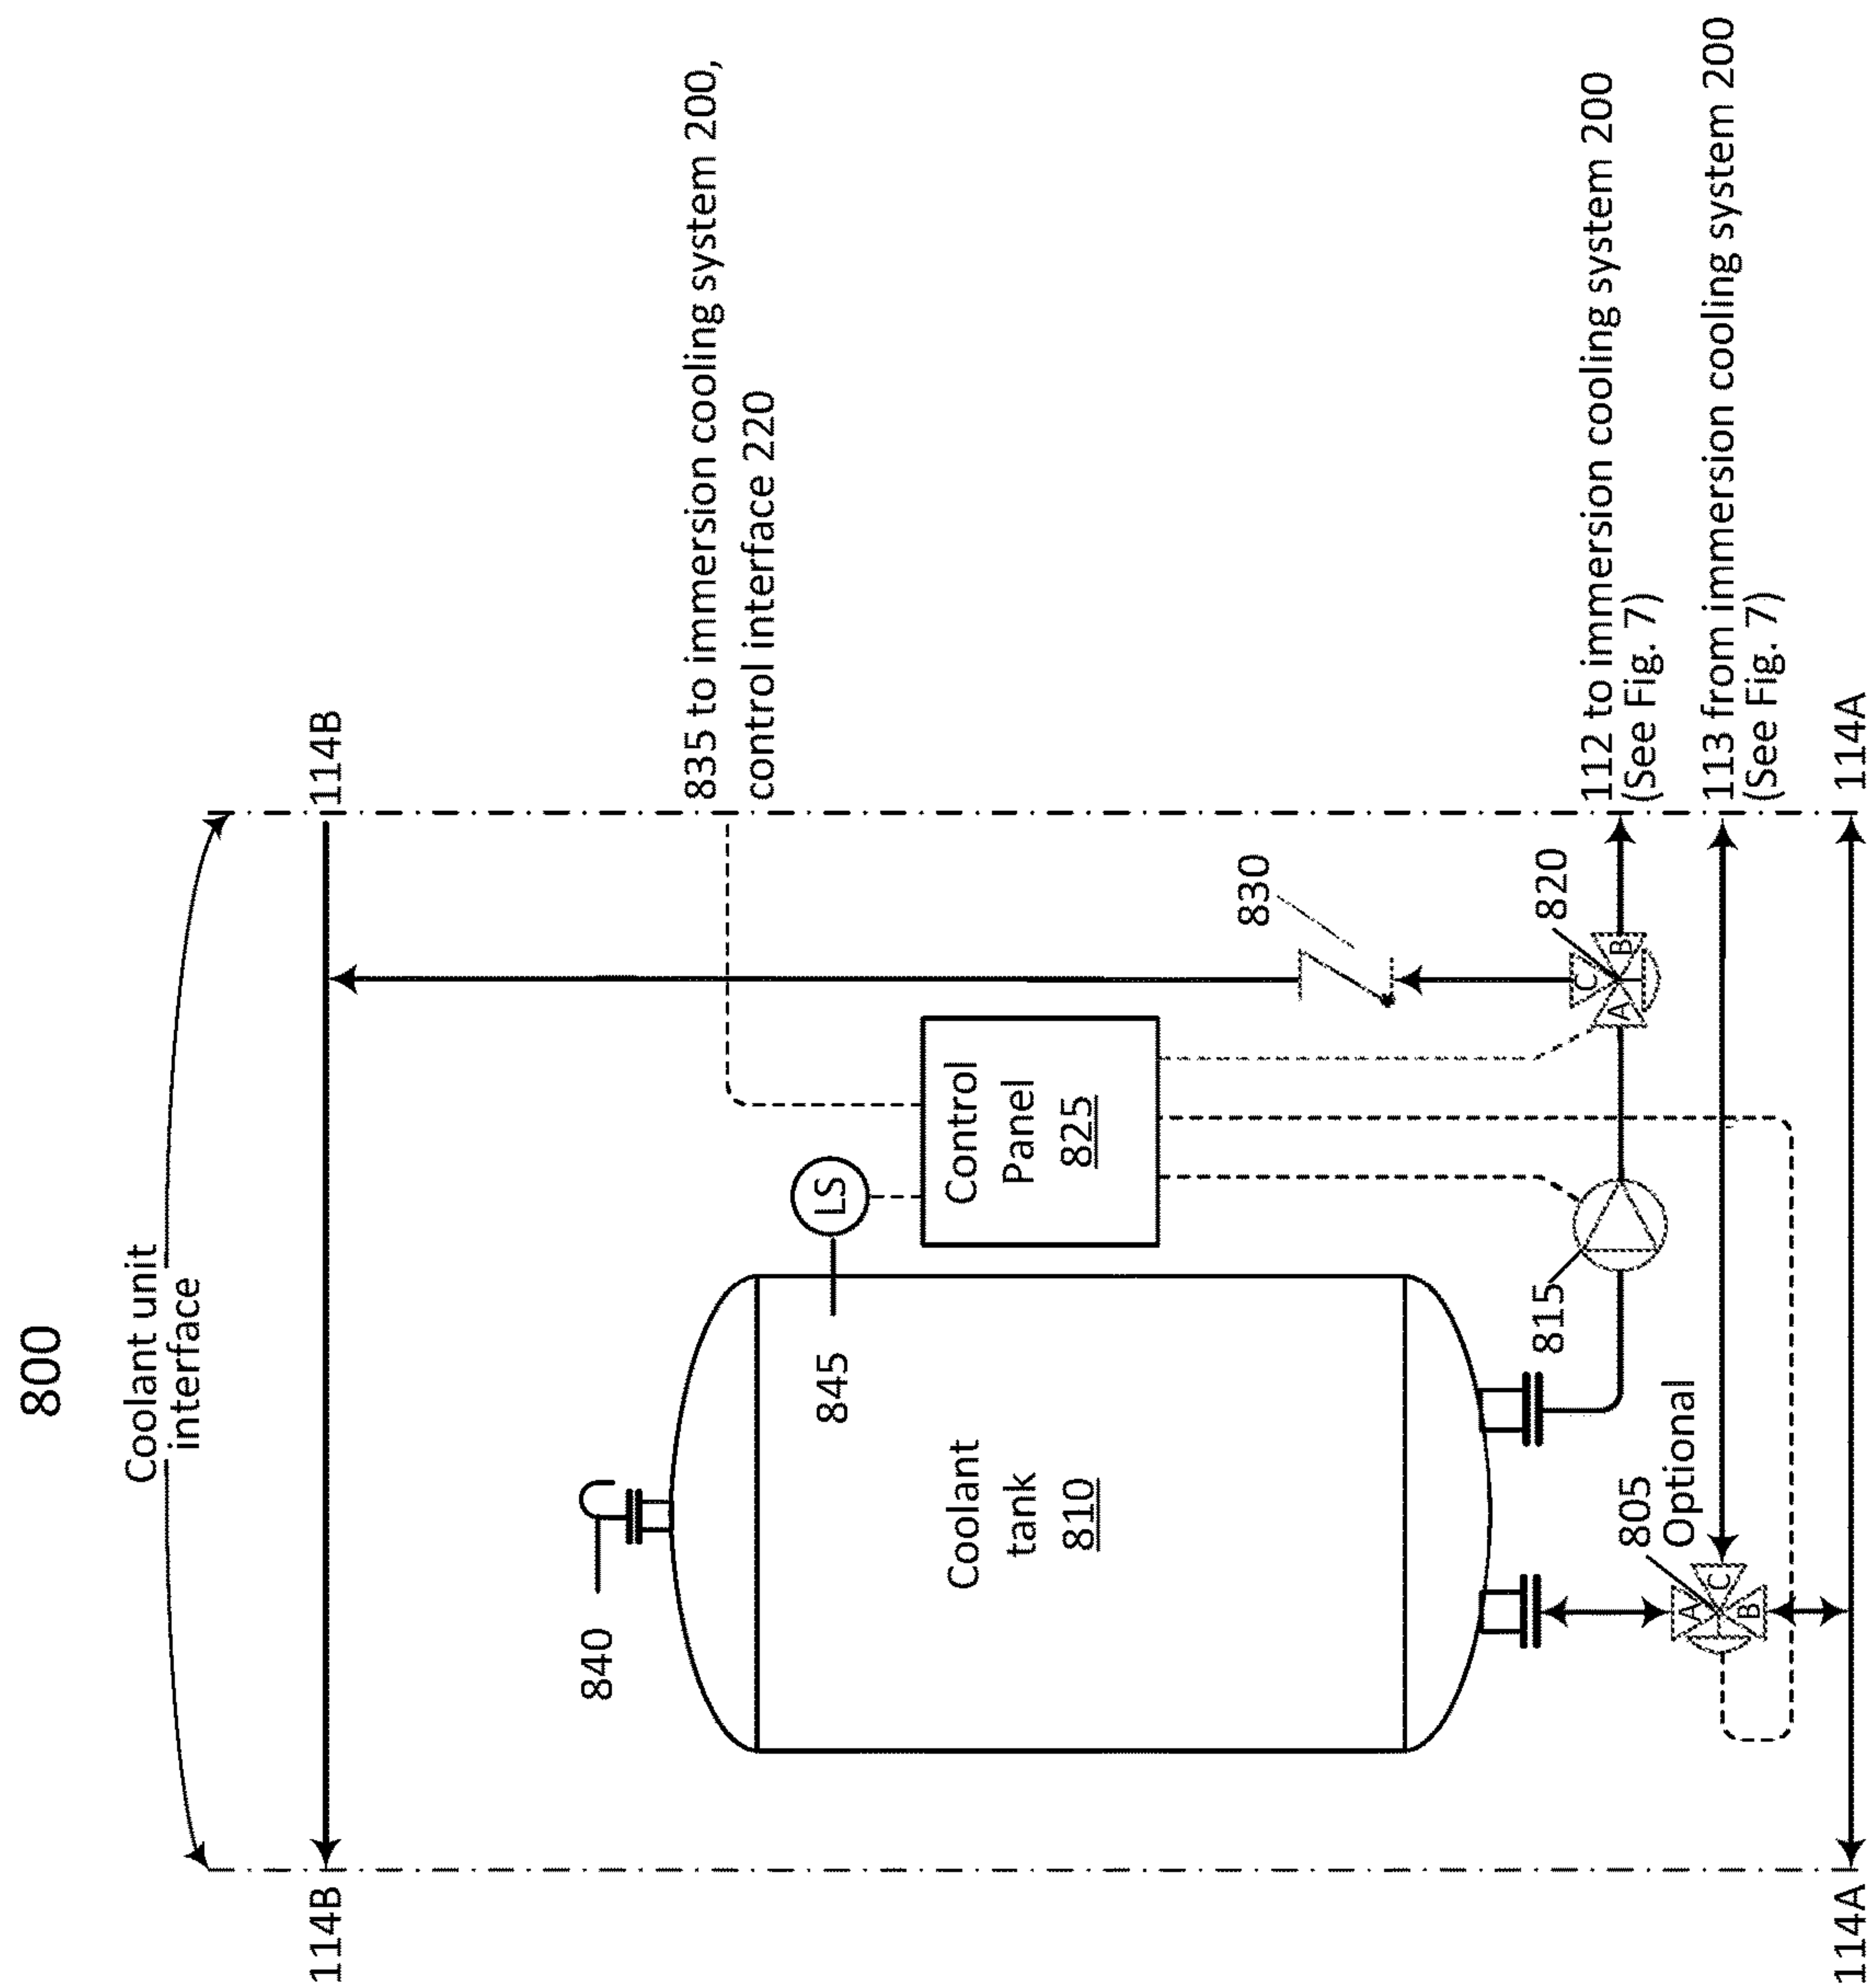 800
Coolant unit
interface
114B
114B
835 to immersion cooling system 200,
control interface 220
840
845
LS
Control
Panel
825
Coolant
tank
810
830
820
A
B
C
815
805
Optional
A
B
C
112 to immersion cooling system 200
(See Fig. 7)
113 from immersion cooling system 200
(See Fig. 7)
114A
114A